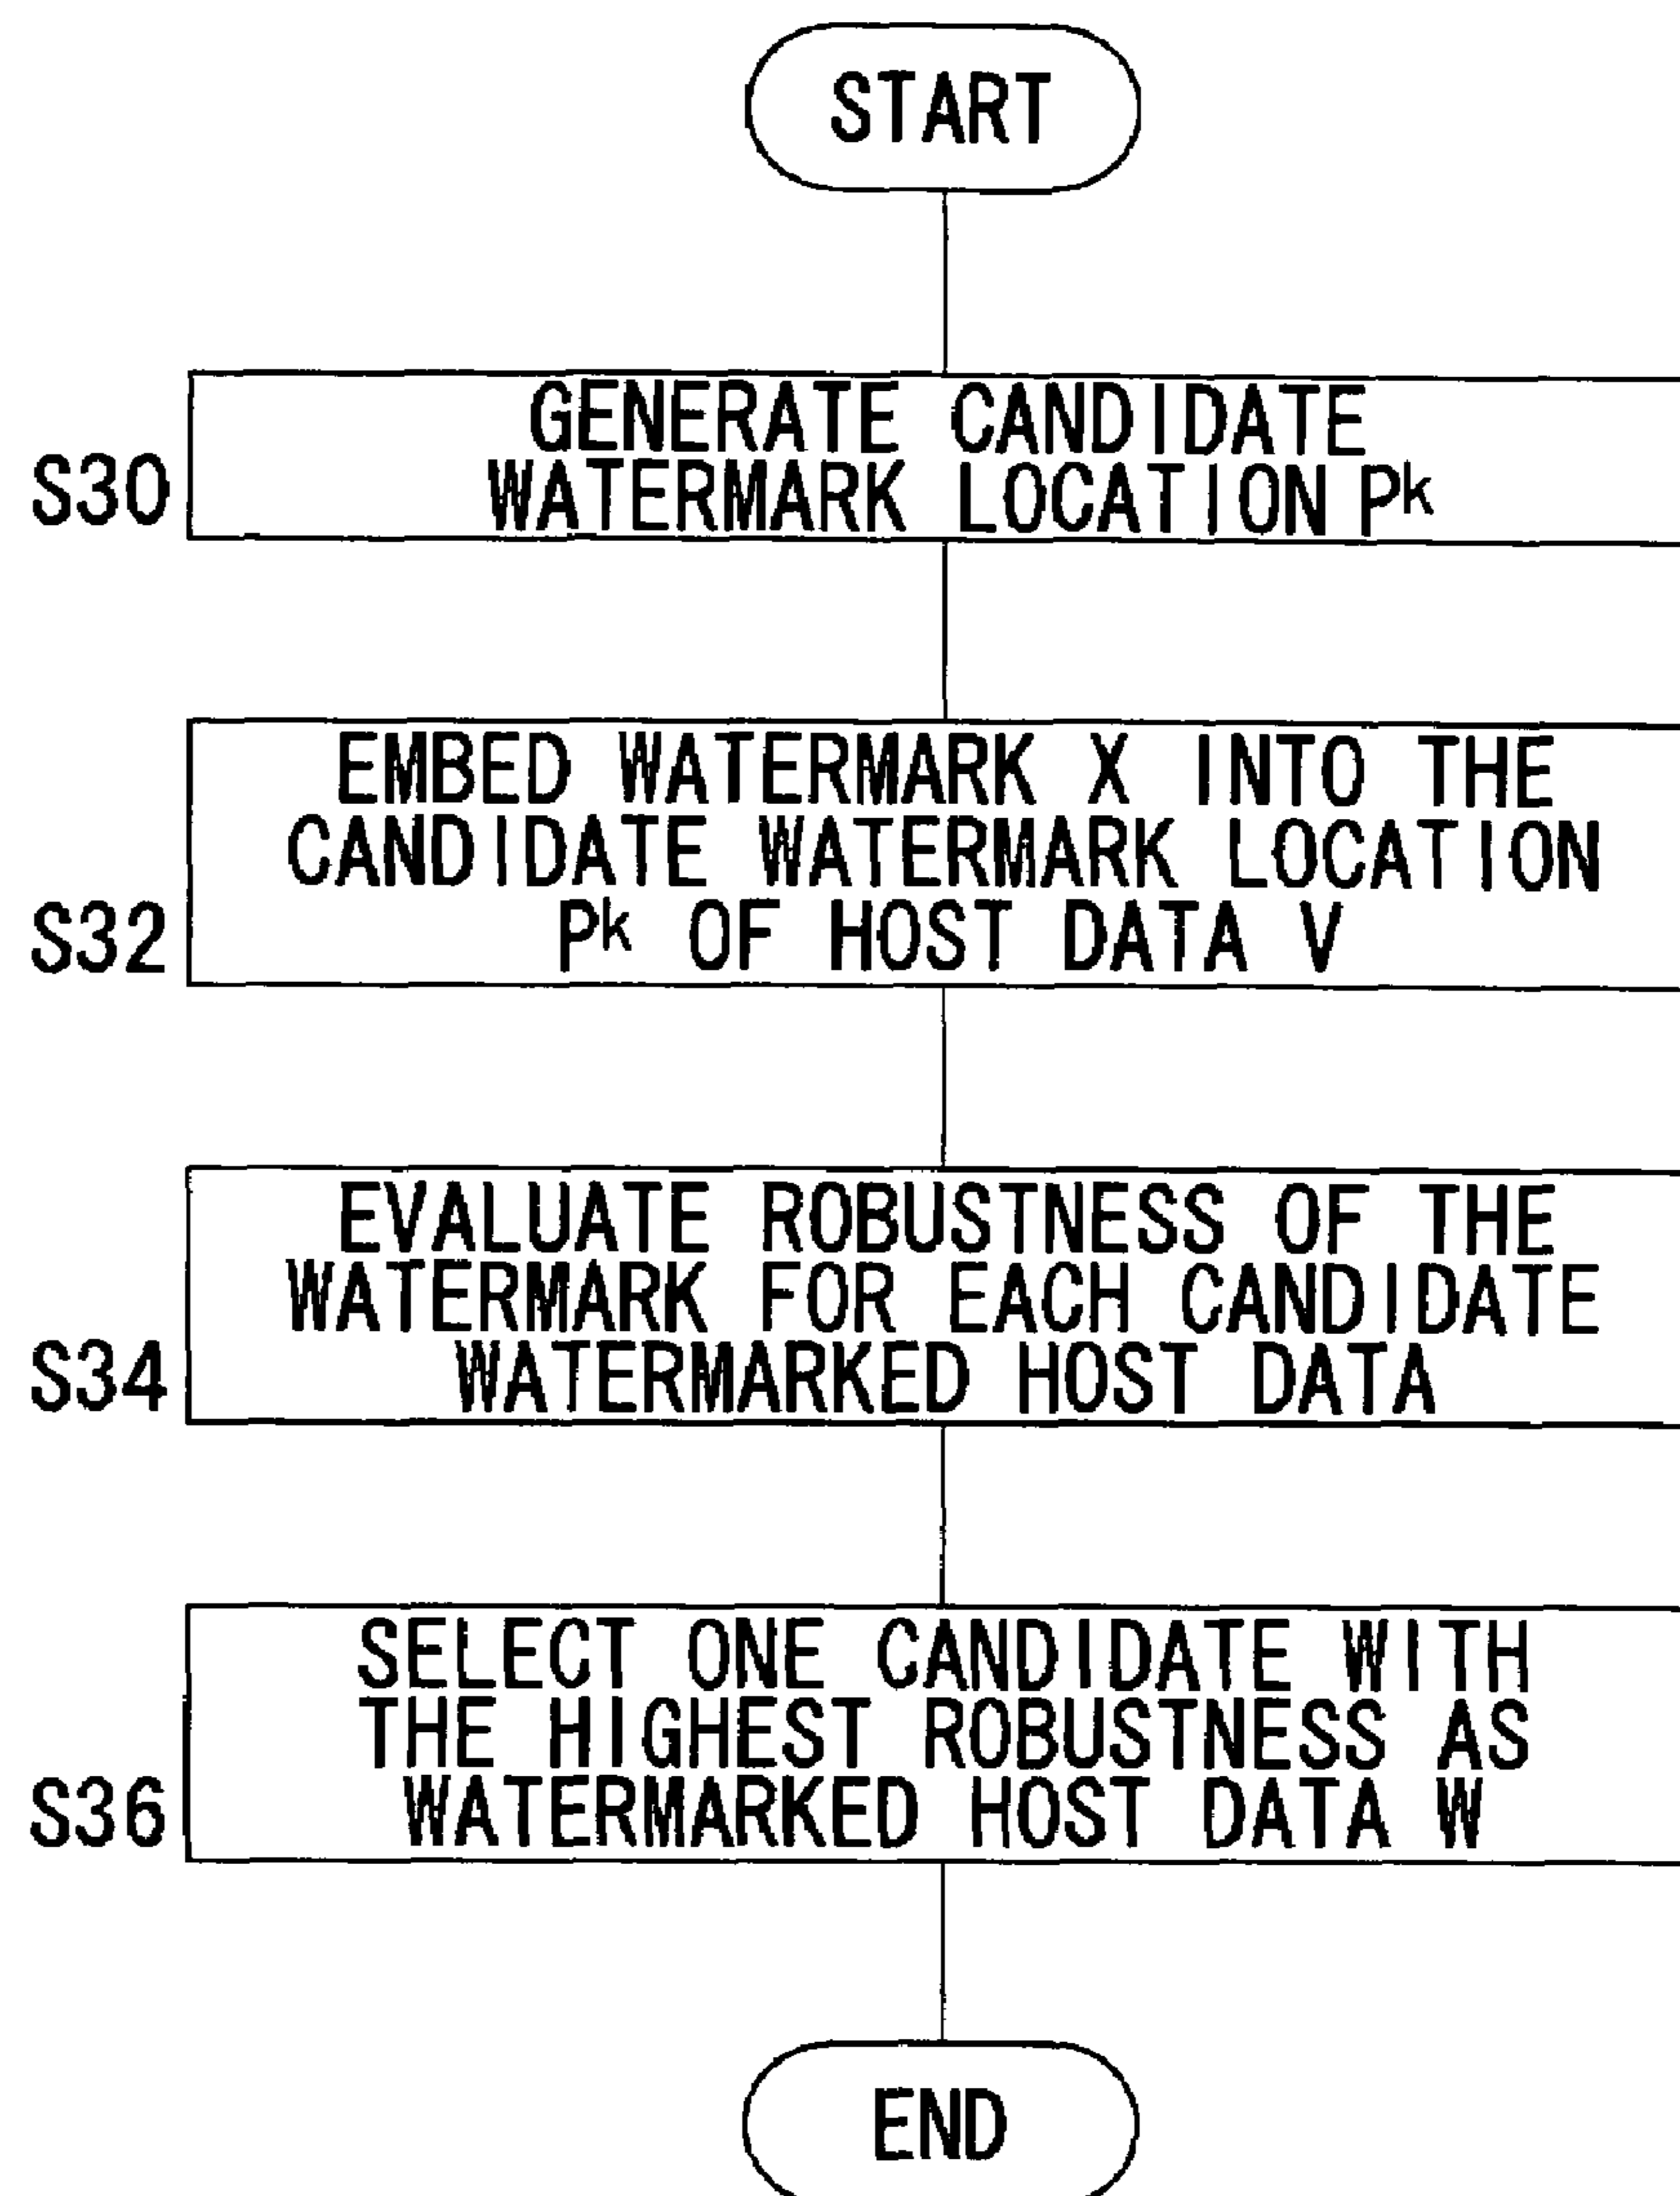 START
GENERATE CANDIDATE
WATERMARK LOCATION Pk
S30
EMBED WATERMARK X INTO THE
CANDIDATE WATERMARK LOCATION
Pk OF HOST DATA V
S32
EVALUATE ROBUSTNESS OF THE
WATERMARK FOR EACH CANDIDATE
WATERMARKED HOST DATA
S34
SELECT ONE CANDIDATE WITH
THE HIGHEST ROBUSTNESS AS
WATERMARKED HOST DATA W
S36
END